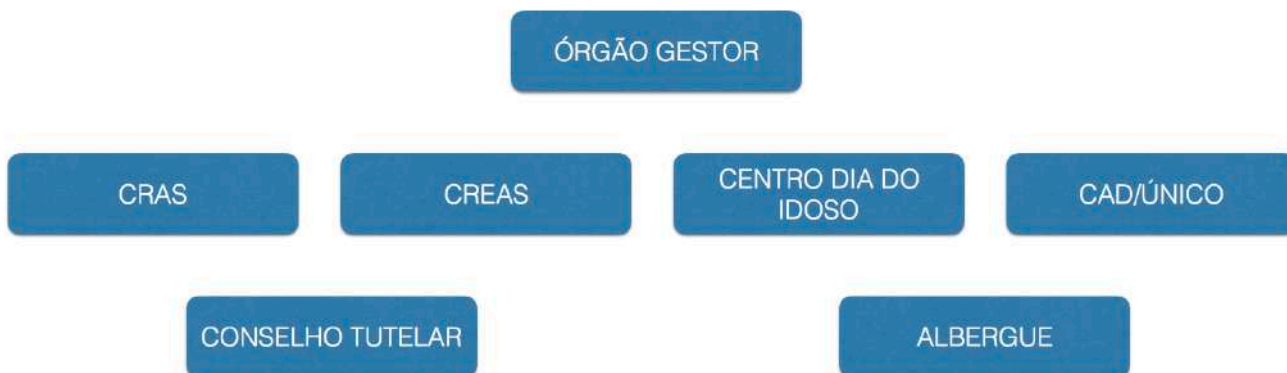 ÓRGÃO GESTOR
CRAS
CREAS
CENTRO DIA DO
IDOSO
CAD/ÚNICO
CONSELHO TUTELAR
ALBERGUE